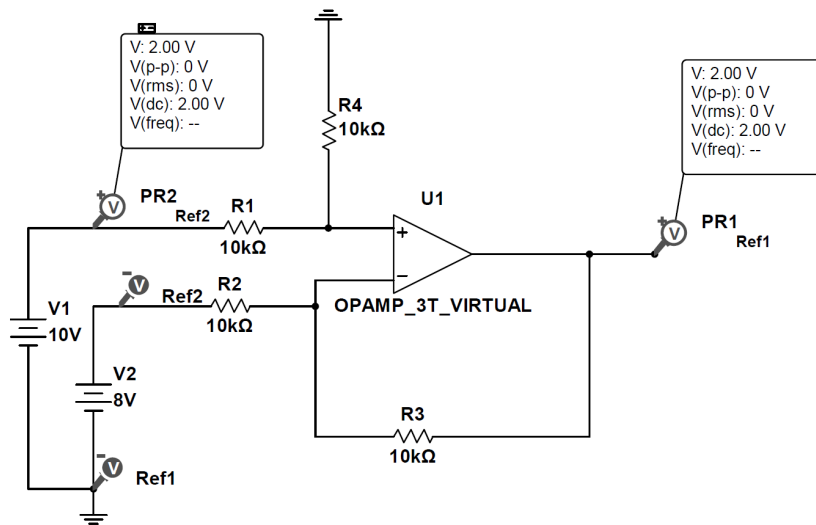 V: 2.00 V
V(p-p): 0 V
V(rms): 0 V
V(dc): 2.00 V
V(freq): --
V: 2.00 V
V(p-p): 0 V
V(rms): 0 V
V(dc): 2.00 V
V(freq): --
R4
10kΩ
+
V
PR2
Ref2
R1
10kΩ
U1
+
V
PR1
Ref1
+
−
−
V
Ref2
R2
10kΩ
OPAMP_3T_VIRTUAL
V1
10V
V2
8V
R3
10kΩ
−
V
Ref1